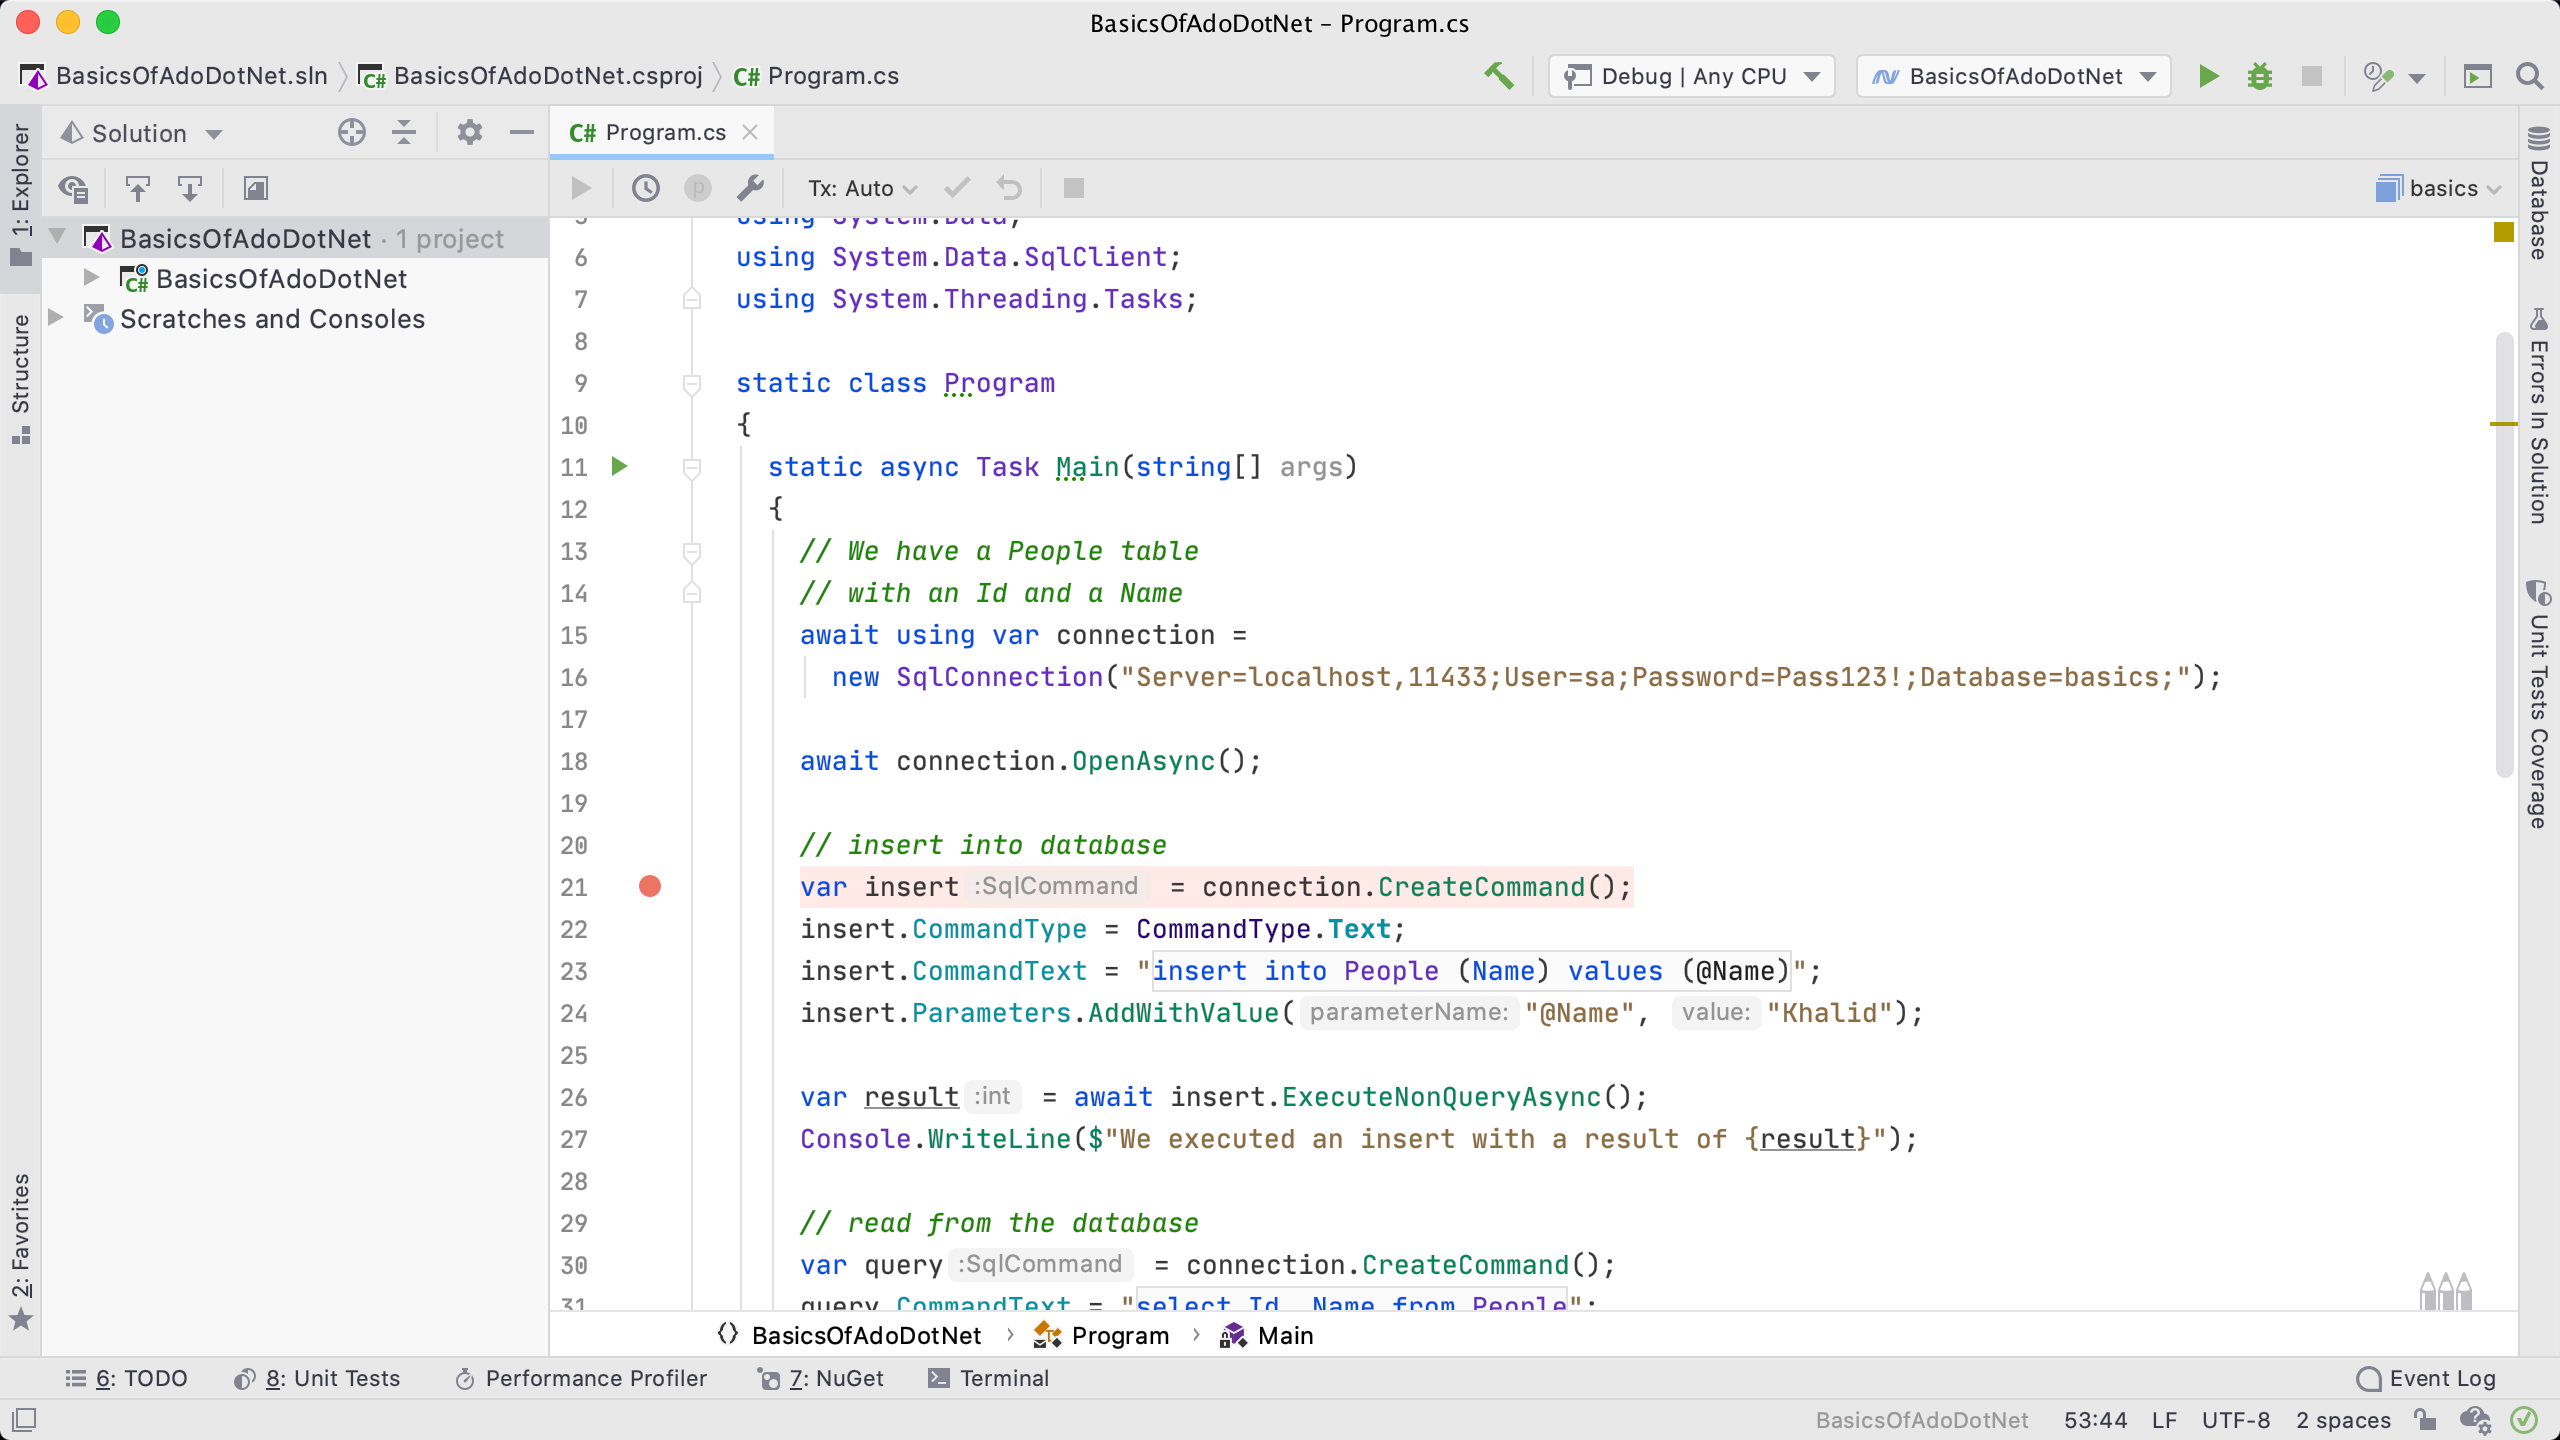 BasicsOfAdoDotNet – Program.cs
BasicsOfAdoDotNet.sln
BasicsOfAdoDotNet.csproj
C# Program.cs
Debug | Any CPU
BasicsOfAdoDotNet
1: Explorer
Structure
2: Favorites
Solution
BasicsOfAdoDotNet · 1 project
C# BasicsOfAdoDotNet
Scratches and Consoles
C# Program.cs
Tx: Auto
basics
5 using System.Data;
6 using System.Data.SqlClient;
7 using System.Threading.Tasks;
8
9 static class Program
10 {
11 static async Task Main(string[] args)
12 {
13 // We have a People table
14 // with an Id and a Name
15 await using var connection =
16 new SqlConnection("Server=localhost,11433;User=sa;Password=Pass123!;Database=basics;");
17
18 await connection.OpenAsync();
19
20 // insert into database
21 var insert :SqlCommand = connection.CreateCommand();
22 insert.CommandType = CommandType.Text;
23 insert.CommandText = "insert into People (Name) values (@Name)";
24 insert.Parameters.AddWithValue( parameterName: "@Name", value: "Khalid");
25
26 var result :int = await insert.ExecuteNonQueryAsync();
27 Console.WriteLine($"We executed an insert with a result of {result}");
28
29 // read from the database
30 var query :SqlCommand = connection.CreateCommand();
31 query.CommandText = "select Id, Name from People";
Database
Errors In Solution
Unit Tests Coverage
BasicsOfAdoDotNet › Program › Main
6: TODO
8: Unit Tests
Performance Profiler
7: NuGet
Terminal
Event Log
BasicsOfAdoDotNet 53:44 LF UTF-8 2 spaces